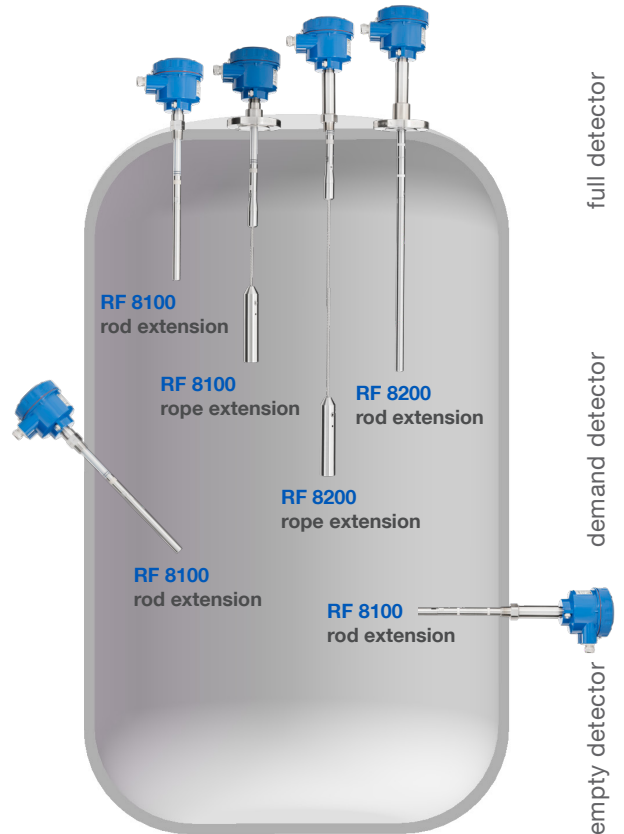 full detector
RF 8100
rod extension
RF 8100
rope extension
RF 8200
rod extension
demand detector
RF 8200
rope extension
RF 8100
rod extension
RF 8100
rod extension
empty detector